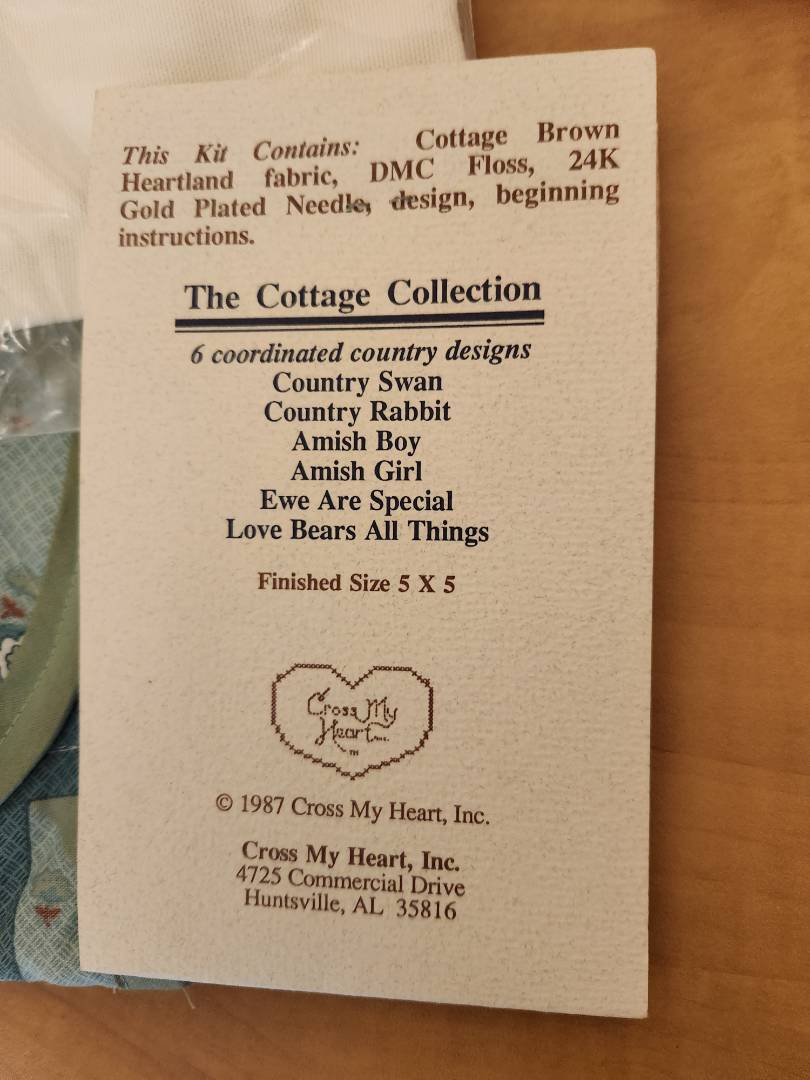 This Kit Contains: Cottage Brown
Heartland fabric, DMC Floss, 24K
Gold Plated Needle, design, beginning
instructions.
The Cottage Collection
6 coordinated country designs
Country Swan
Country Rabbit
Amish Boy
Amish Girl
Ewe Are Special
Love Bears All Things
Finished Size 5 X 5
Cross My
Heart Inc.
TM
© 1987 Cross My Heart, Inc.
Cross My Heart, Inc.
4725 Commercial Drive
Huntsville, AL 35816